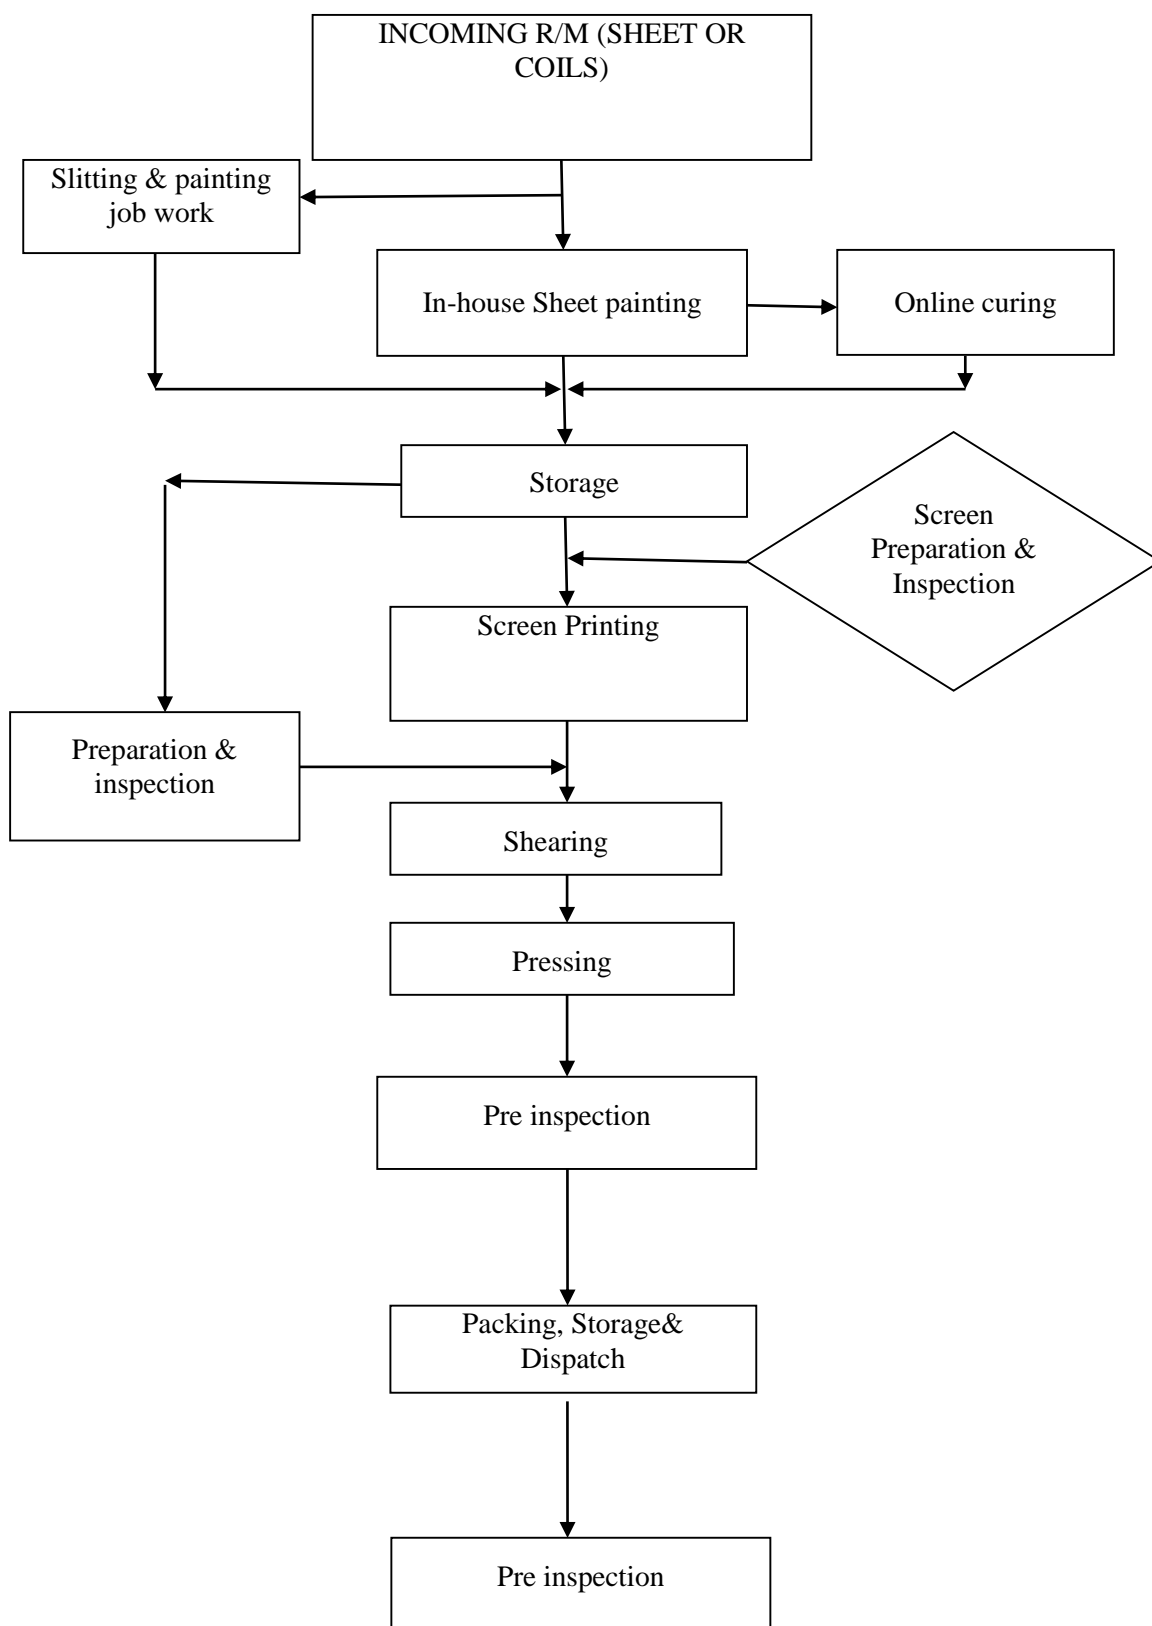 INCOMING R/M (SHEET OR
COILS)
Slitting & painting
job work
In-house Sheet painting
Online curing
Storage
Screen
Preparation &
Inspection
Screen Printing
Preparation &
inspection
Shearing
Pressing
Pre inspection
Packing, Storage&
Dispatch
Pre inspection